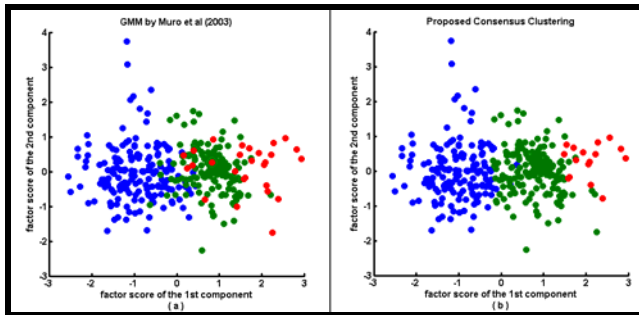 GMM by Muro et al (2003)
4
3
2
1
0
-1
-2
-3
-3 -2 -1 0 1 2 3
factor score of the 2nd component
factor score of the 1st component
( a )
Proposed Consensus Clustering
4
3
2
1
0
-1
-2
-3
-3 -2 -1 0 1 2 3
factor score of the 2nd component
factor score of the 1st component
( b )